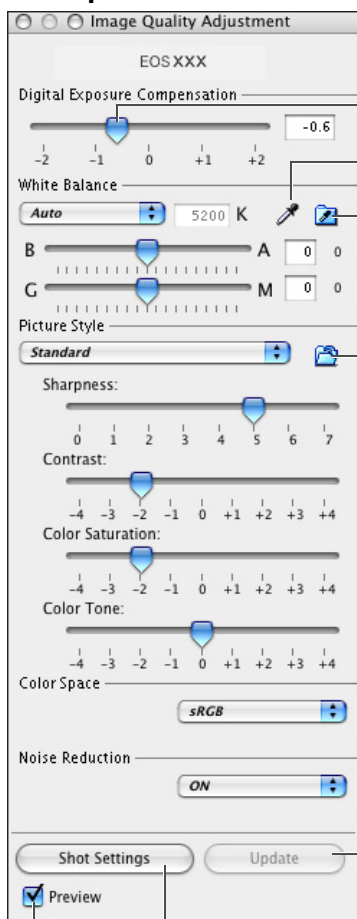 Image Quality Adjustment
EOS XXX
Digital Exposure Compensation
-0.6
-2 -1 0 +1 +2
White Balance
Auto 5200 K
B A 0 0
G M 0 0
Picture Style
Standard
Sharpness:
0 1 2 3 4 5 6 7
Contrast:
-4 -3 -2 -1 0 +1 +2 +3 +4
Color Saturation:
-4 -3 -2 -1 0 +1 +2 +3 +4
Color Tone:
-4 -3 -2 -1 0 +1 +2 +3 +4
Color Space
sRGB
Noise Reduction
ON
Shot Settings Update
Preview